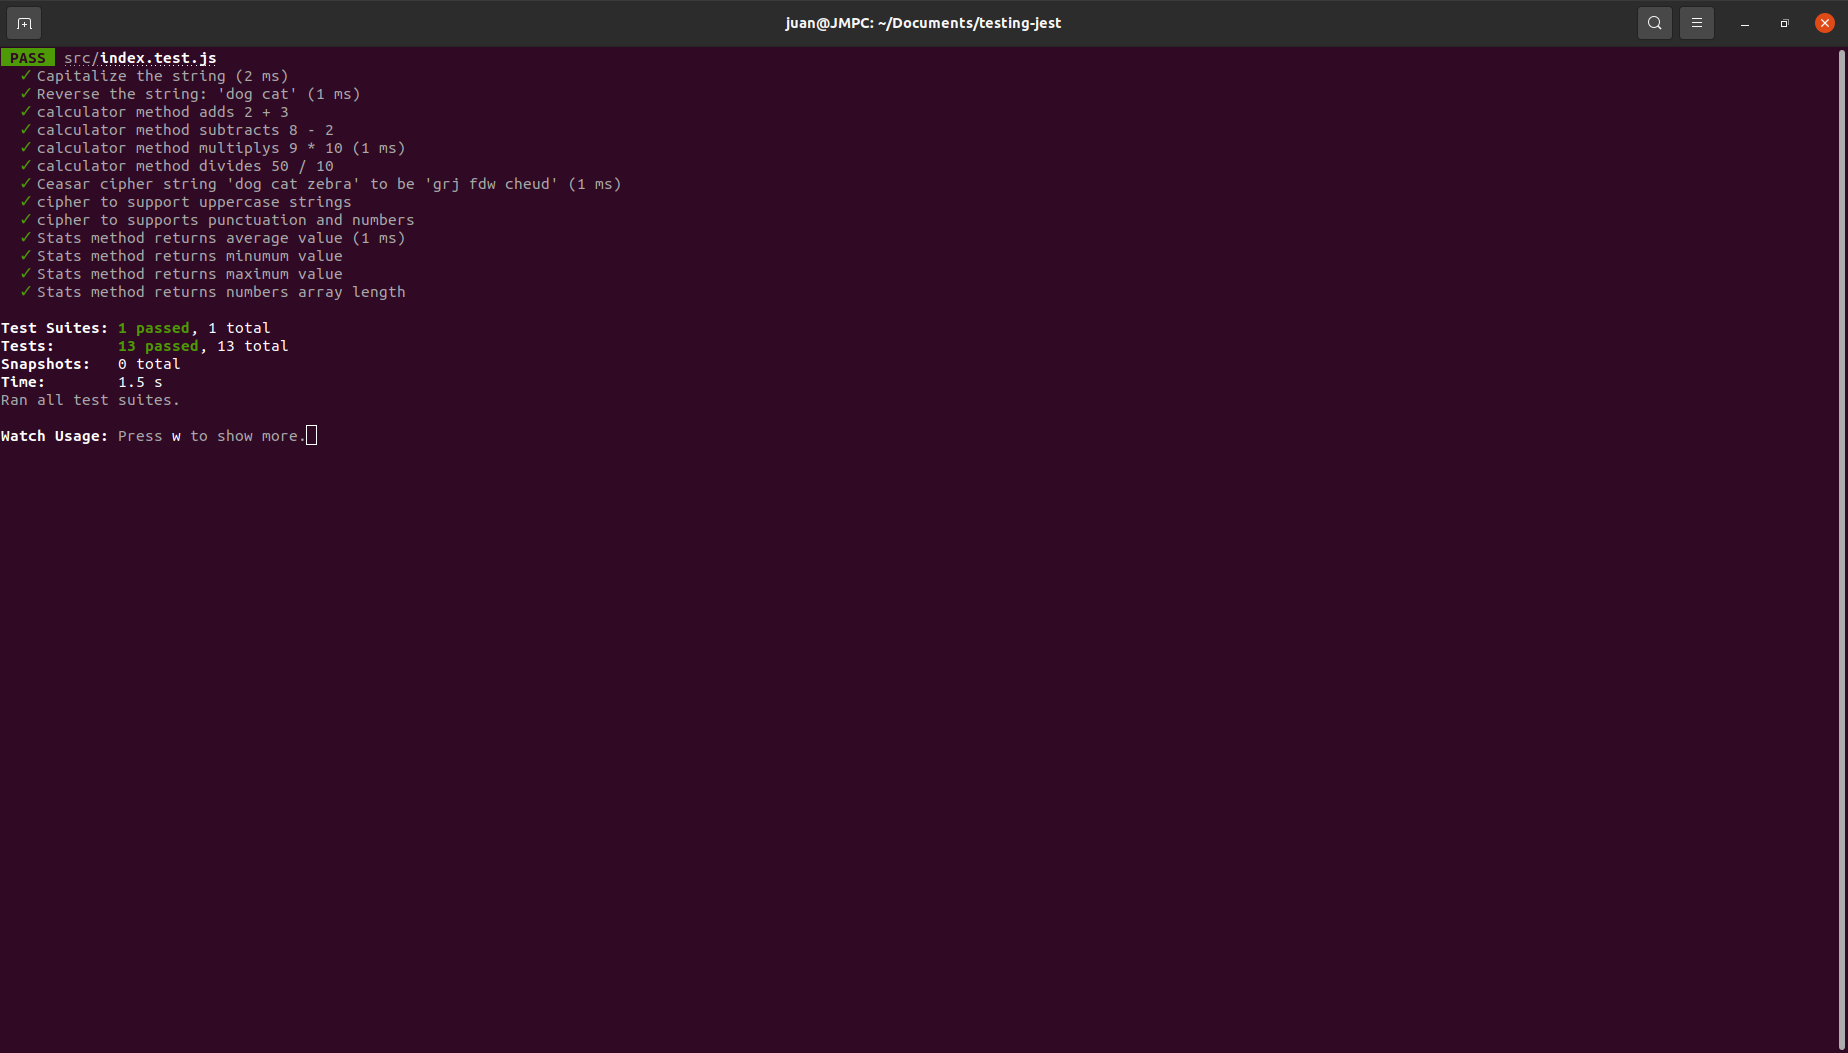 juan@JMPC: ~/Documents/testing-jest
PASS src/index.test.js
✓ Capitalize the string (2 ms)
✓ Reverse the string: 'dog cat' (1 ms)
✓ calculator method adds 2 + 3
✓ calculator method subtracts 8 - 2
✓ calculator method multiplys 9 * 10 (1 ms)
✓ calculator method divides 50 / 10
✓ Ceasar cipher string 'dog cat zebra' to be 'grj fdw cheud' (1 ms)
✓ cipher to support uppercase strings
✓ cipher to supports punctuation and numbers
✓ Stats method returns average value (1 ms)
✓ Stats method returns minumum value
✓ Stats method returns maximum value
✓ Stats method returns numbers array length
Test Suites: 1 passed, 1 total
Tests: 13 passed, 13 total
Snapshots: 0 total
Time: 1.5 s
Ran all test suites.
Watch Usage: Press w to show more.